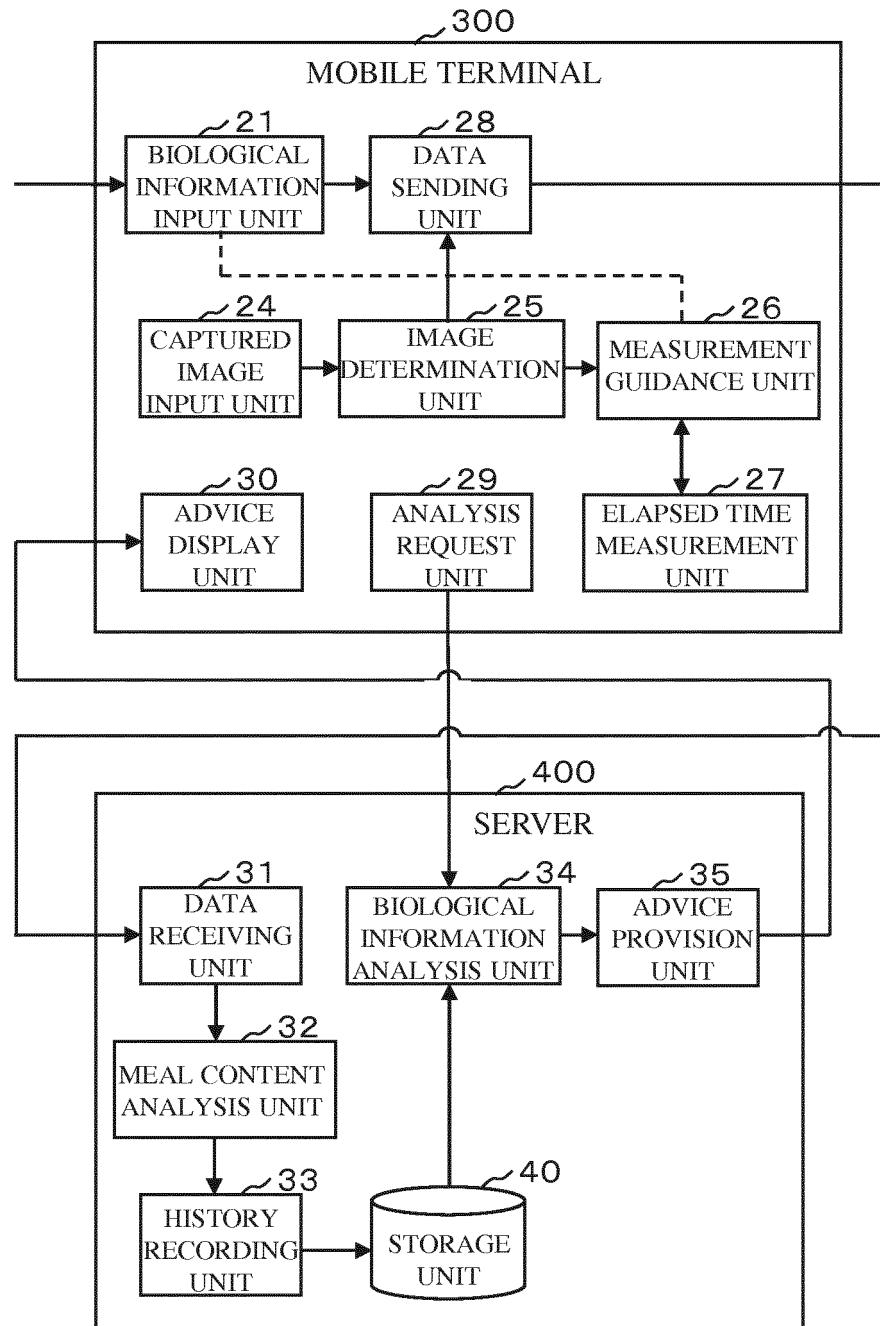 300
MOBILE TERMINAL
21
BIOLOGICAL
INFORMATION
INPUT UNIT
28
DATA
SENDING
UNIT
24
CAPTURED
IMAGE
INPUT UNIT
25
IMAGE
DETERMINATION
UNIT
26
MEASUREMENT
GUIDANCE UNIT
30
ADVICE
DISPLAY
UNIT
29
ANALYSIS
REQUEST
UNIT
27
ELAPSED TIME
MEASUREMENT
UNIT
400
SERVER
31
DATA
RECEIVING
UNIT
34
BIOLOGICAL
INFORMATION
ANALYSIS UNIT
35
ADVICE
PROVISION
UNIT
32
MEAL CONTENT
ANALYSIS UNIT
33
HISTORY
RECORDING
UNIT
40
STORAGE
UNIT